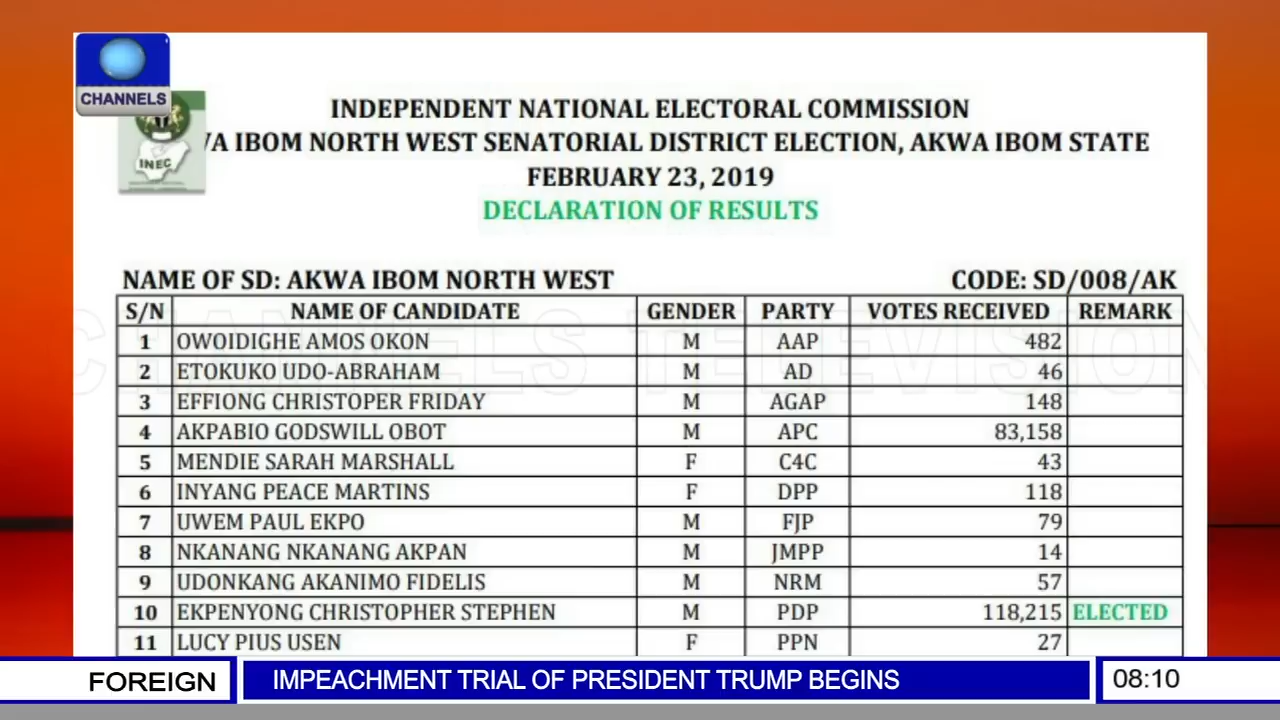 CHANNELS
INEC
INDEPENDENT NATIONAL ELECTORAL COMMISSION
WA IBOM NORTH WEST SENATORIAL DISTRICT ELECTION, AKWA IBOM STATE
FEBRUARY 23, 2019
DECLARATION OF RESULTS
NAME OF SD: AKWA IBOM NORTH WEST CODE: SD/008/AK
S/N NAME OF CANDIDATE GENDER PARTY VOTES RECEIVED REMARK
1 OWOIDIGHE AMOS OKON M AAP 482
2 ETOKUKO UDO-ABRAHAM M AD 46
3 EFFIONG CHRISTOPER FRIDAY M AGAP 148
4 AKPABIO GODSWILL OBOT M APC 83,158
5 MENDIE SARAH MARSHALL F C4C 43
6 INYANG PEACE MARTINS F DPP 118
7 UWEM PAUL EKPO M FJP 79
8 NKANANG NKANANG AKPAN M JMPP 14
9 UDONKANG AKANIMO FIDELIS M NRM 57
10 EKPENYONG CHRISTOPHER STEPHEN M PDP 118,215 ELECTED
11 LUCY PIUS USEN F PPN 27
CHANNELS TELEVISION
FOREIGN IMPEACHMENT TRIAL OF PRESIDENT TRUMP BEGINS 08:10